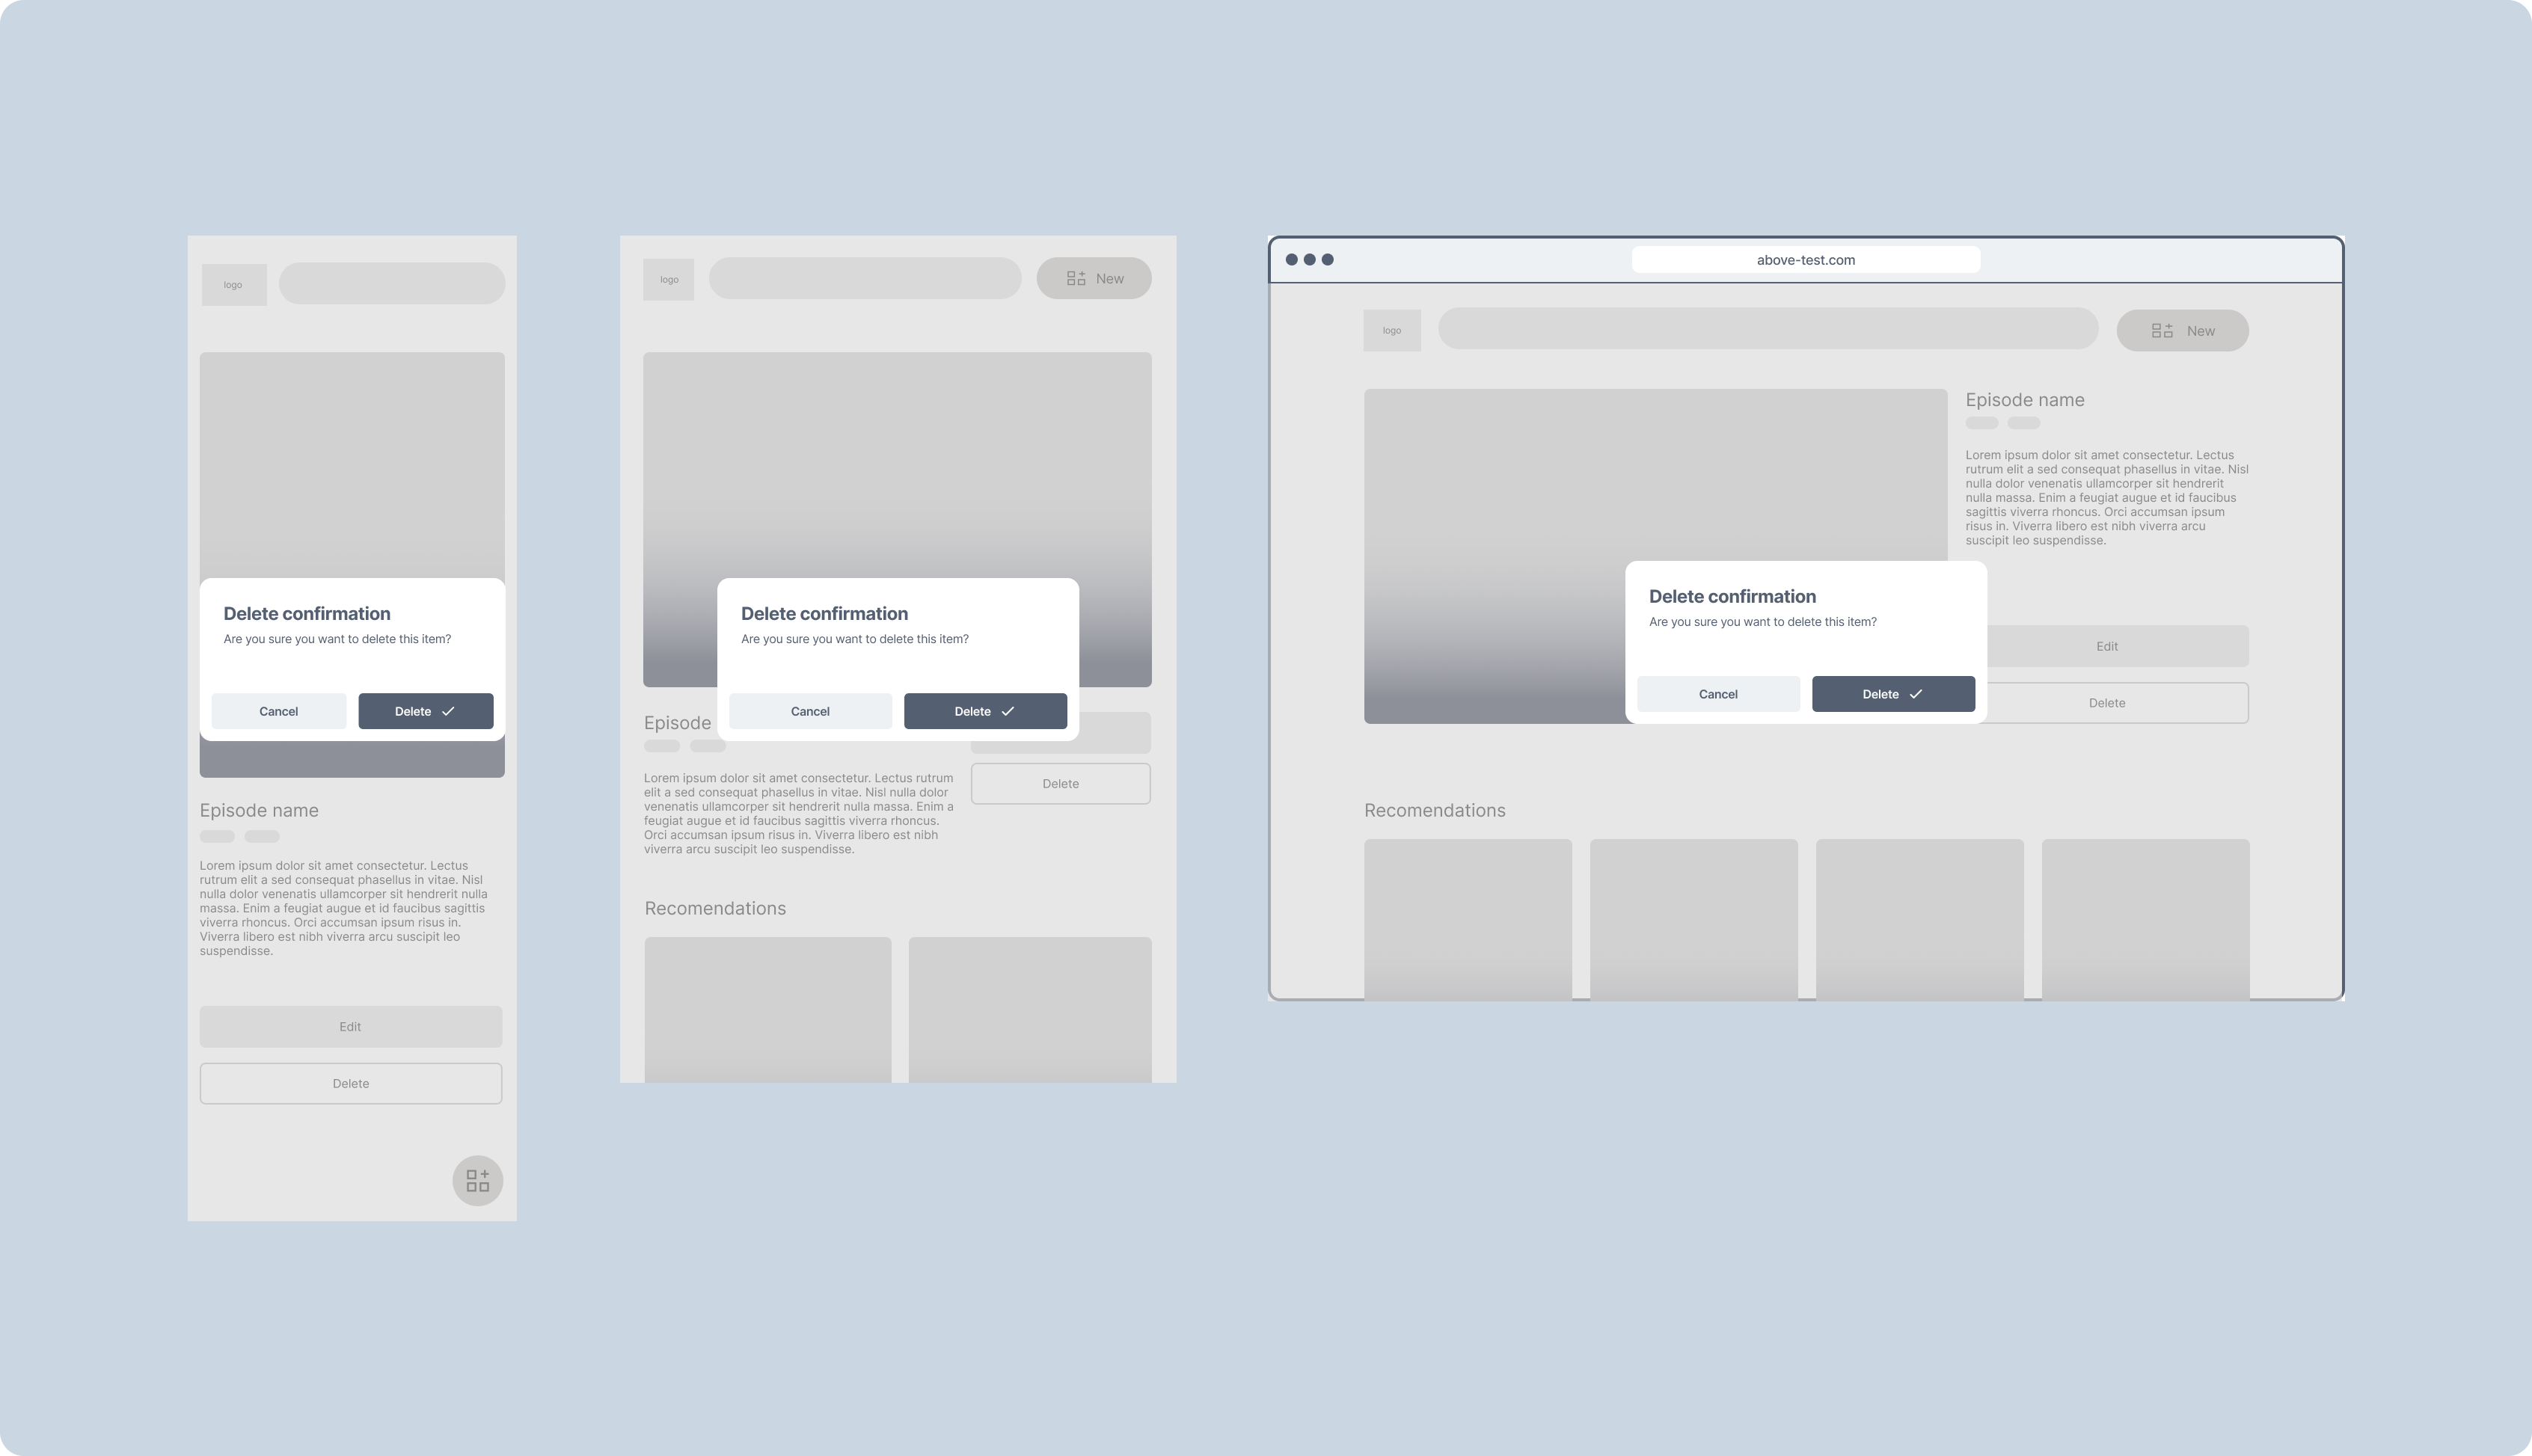 logo
Delete confirmation
Are you sure you want to delete this item?
Cancel
Delete
Episode name
Lorem ipsum dolor sit amet consectetur. Lectus
rutrum elit a sed consequat phasellus in vitae. Nisl
nulla dolor venenatis ullamcorper sit hendrerit nulla
massa. Enim a feugiat augue et id faucibus sagittis
viverra rhoncus. Orci accumsan ipsum risus in.
Viverra libero est nibh viverra arcu suscipit leo
suspendisse.
Edit
Delete
logo
New
Delete confirmation
Are you sure you want to delete this item?
Cancel
Delete
Episode
Delete
Lorem ipsum dolor sit amet consectetur. Lectus rutrum
elit a sed consequat phasellus in vitae. Nisl nulla dolor
venenatis ullamcorper sit hendrerit nulla massa. Enim a
feugiat augue et id faucibus sagittis viverra rhoncus.
Orci accumsan ipsum risus in. Viverra libero est nibh
viverra arcu suscipit leo suspendisse.
Recomendations
above-test.com
logo
New
Episode name
Lorem ipsum dolor sit amet consectetur. Lectus
rutrum elit a sed consequat phasellus in vitae. Nisl
nulla dolor venenatis ullamcorper sit hendrerit
nulla massa. Enim a feugiat augue et id faucibus
sagittis viverra rhoncus. Orci accumsan ipsum
risus in. Viverra libero est nibh viverra arcu
suscipit leo suspendisse.
Delete confirmation
Are you sure you want to delete this item?
Cancel
Delete
Edit
Delete
Recomendations